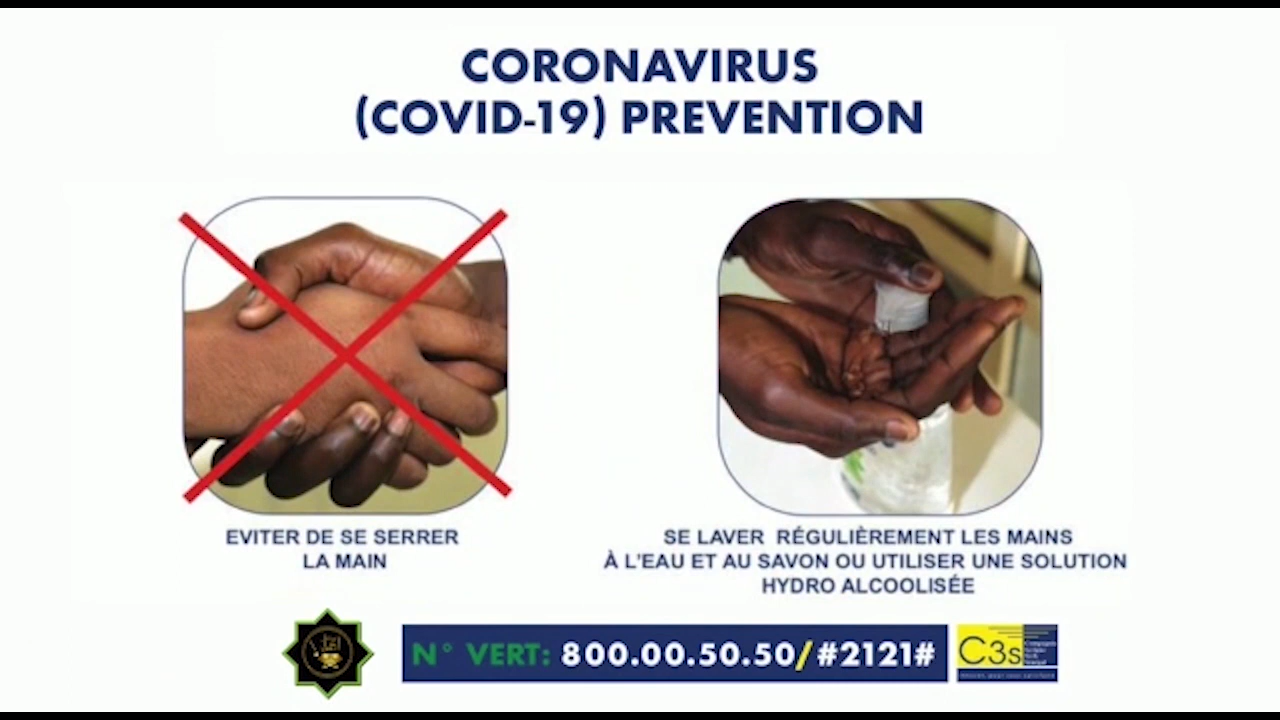 CORONAVIRUS
(COVID-19) PREVENTION
EVITER DE SE SERRER
LA MAIN
SE LAVER RÉGULIÈREMENT LES MAINS
À L'EAU ET AU SAVON OU UTILISER UNE SOLUTION
HYDRO ALCOOLISÉE
N° VERT: 800.00.50.50/#2121#
C3s